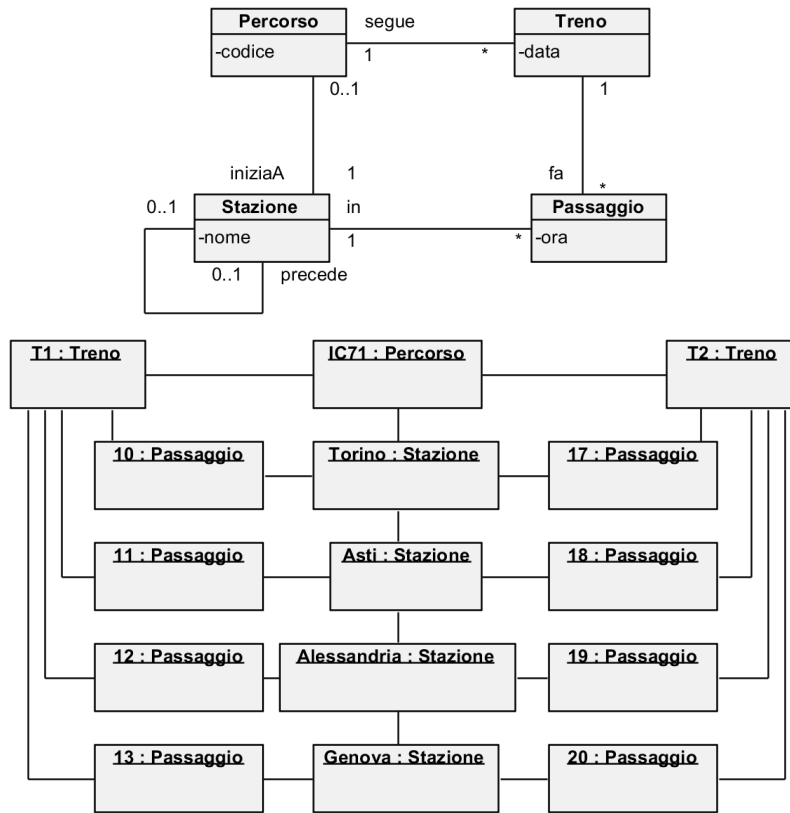 Percorso segue Treno
-codice 1 * -data
0..1 1
iniziaA 1 fa *
0..1 Stazione in Passaggio
-nome 1 * -ora
0..1 precede
T1 : Treno IC71 : Percorso T2 : Treno
10 : Passaggio Torino : Stazione 17 : Passaggio
11 : Passaggio Asti : Stazione 18 : Passaggio
12 : Passaggio Alessandria : Stazione 19 : Passaggio
13 : Passaggio Genova : Stazione 20 : Passaggio